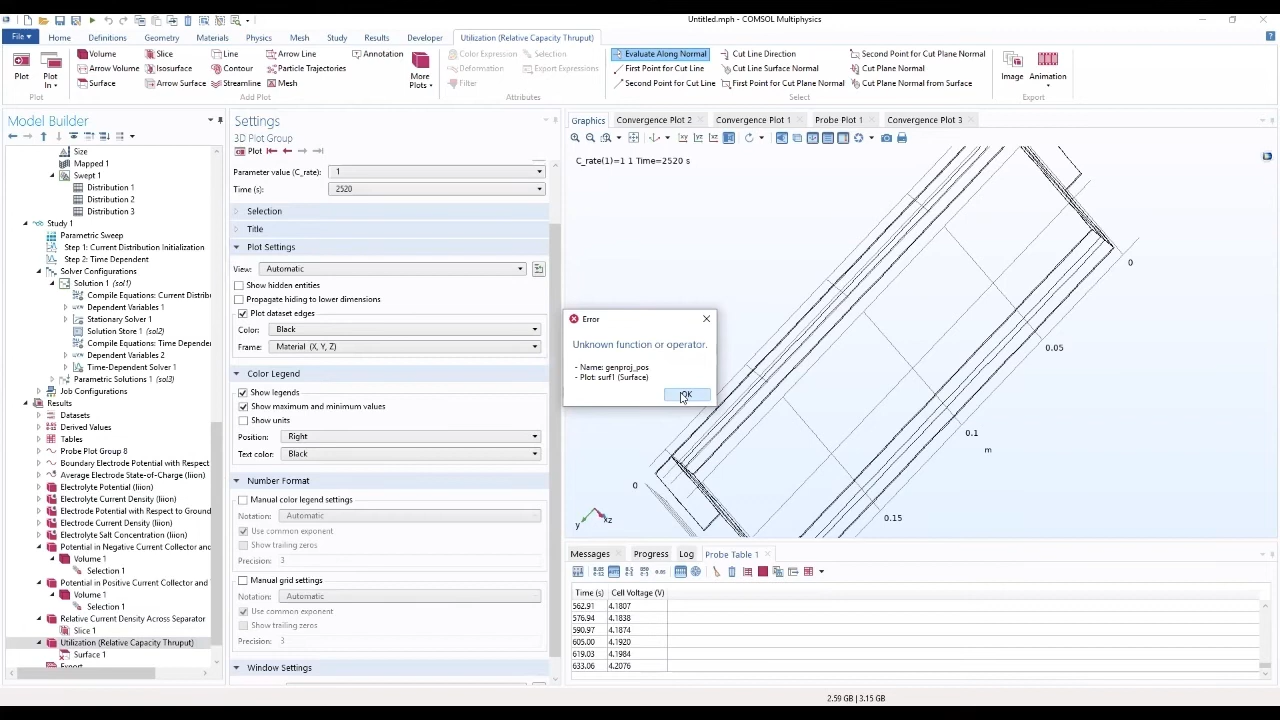 Untitled.mph - COMSOL Multiphysics
File Home Definitions Geometry Materials Physics Mesh Study Results Developer Utilization (Relative Capacity Thruput)
Plot
Plot In
Plot
Volume Slice Line Arrow Line Annotation
Arrow Volume Isosurface Contour Particle Trajectories
Surface Arrow Surface Streamline Mesh
More Plots
Add Plot
Color Expression Selection
Deformation Export Expressions
Filter
Attributes
Evaluate Along Normal Cut Line Direction Second Point for Cut Plane Normal
First Point for Cut Line Cut Line Surface Normal Cut Plane Normal
Second Point for Cut Line First Point for Cut Plane Normal Cut Plane Normal from Surface
Select
Image Animation
Export
Model Builder
Size
Mapped 1
Swept 1
Distribution 1
Distribution 2
Distribution 3
Study 1
Parametric Sweep
Step 1: Current Distribution Initialization
Step 2: Time Dependent
Solver Configurations
Solution 1 (sol1)
Compile Equations: Current Distrib
Dependent Variables 1
Stationary Solver 1
Solution Store 1 (sol2)
Compile Equations: Time Depende
Dependent Variables 2
Time-Dependent Solver 1
Parametric Solutions 1 (sol3)
Job Configurations
Results
Datasets
Derived Values
Tables
Probe Plot Group 8
Boundary Electrode Potential with Respect
Average Electrode State-of-Charge (liion)
Electrolyte Potential (liion)
Electrolyte Current Density (liion)
Electrode Potential with Respect to Ground
Electrode Current Density (liion)
Electrolyte Salt Concentration (liion)
Potential in Negative Current Collector and
Volume 1
Selection 1
Potential in Positive Current Collector and
Volume 1
Selection 1
Relative Current Density Across Separator
Slice 1
Utilization (Relative Capacity Thruput)
Surface 1
Export
Settings
3D Plot Group
Plot
Parameter value (C_rate): 1
Time (s): 2520
Selection
Title
Plot Settings
View: Automatic
Show hidden entities
Propagate hiding to lower dimensions
Plot dataset edges
Color: Black
Frame: Material (X, Y, Z)
Color Legend
Show legends
Show maximum and minimum values
Show units
Position: Right
Text color: Black
Number Format
Manual color legend settings
Notation: Automatic
Use common exponent
Show trailing zeros
Precision: 3
Manual grid settings
Notation: Automatic
Use common exponent
Show trailing zeros
Precision: 3
Window Settings
Graphics Convergence Plot 2 Convergence Plot 1 Probe Plot 1 Convergence Plot 3
C_rate(1)=1 1 Time=2520 s
0
0.05
0.1
m
0.15
0
y x z
Error
Unknown function or operator.
- Name: genproj_pos
- Plot: surf1 (Surface)
OK
Messages Progress Log Probe Table 1
Time (s) Cell Voltage (V)
562.91 4.1807
576.94 4.1838
590.97 4.1874
605.00 4.1920
619.03 4.1984
633.06 4.2076
2.59 GB | 3.15 GB